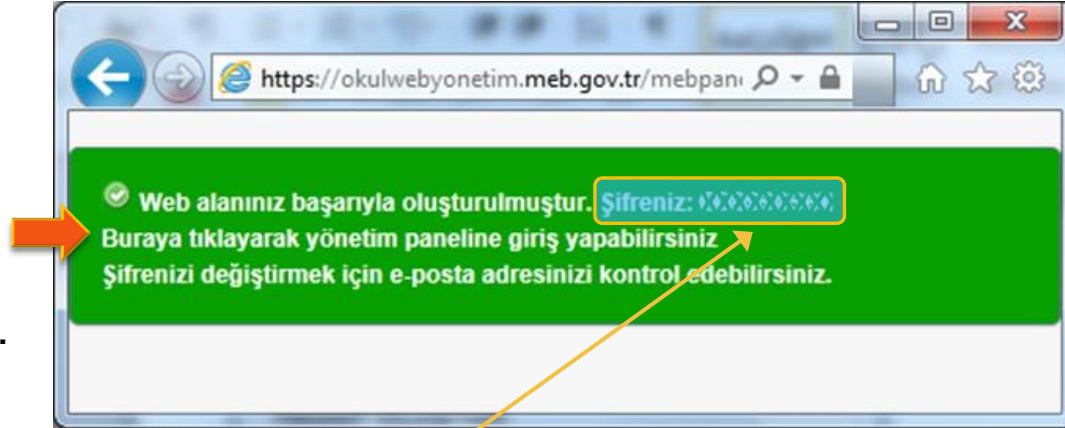 https://okulwebyonetim.meb.gov.tr/mebpan
Web alanınız başarıyla oluşturulmuştur. Şifreniz:
Buraya tıklayarak yönetim paneline giriş yapabilirsiniz
Şifrenizi değiştirmek için e-posta adresinizi kontrol edebilirsiniz.
.